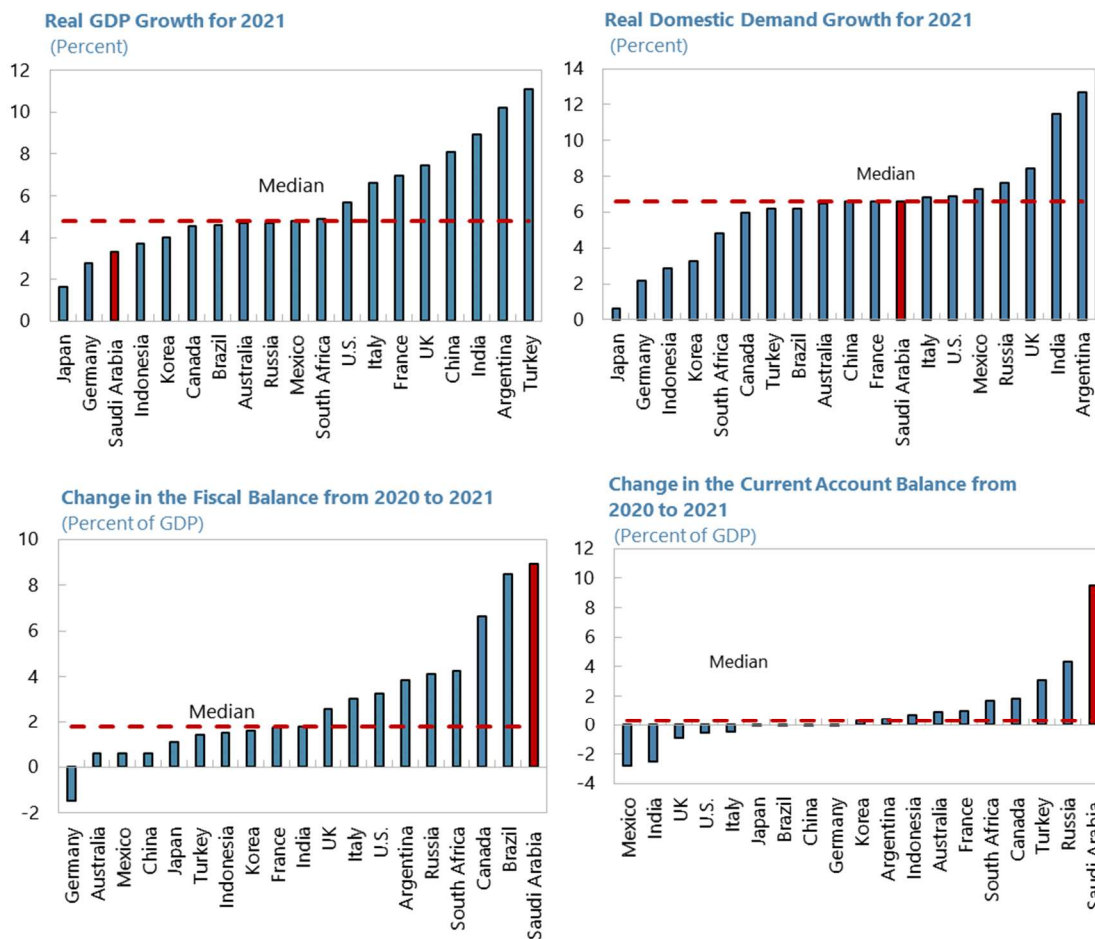 Real GDP Growth for 2021
(Percent)
12
10
8
6
4
2
0
Median
Japan
Germany
Saudi Arabia
Indonesia
Korea
Canada
Brazil
Australia
Russia
Mexico
South Africa
U.S.
Italy
France
UK
China
India
Argentina
Turkey
Real Domestic Demand Growth for 2021
(Percent)
14
12
10
8
6
4
2
0
Median
Japan
Germany
Indonesia
Korea
South Africa
Canada
Turkey
Brazil
Australia
China
France
Saudi Arabia
Italy
U.S.
Mexico
Russia
UK
India
Argentina
Change in the Fiscal Balance from 2020 to 2021
(Percent of GDP)
10
8
6
4
2
0
-2
Median
Germany
Australia
Mexico
China
Japan
Turkey
Indonesia
Korea
France
India
UK
Italy
U.S.
Argentina
Russia
South Africa
Canada
Brazil
Saudi Arabia
Change in the Current Account Balance from
2020 to 2021
(Percent of GDP)
12
10
8
6
4
2
0
-2
-4
Median
Mexico
India
UK
U.S.
Italy
Japan
Brazil
China
Germany
Korea
Argentina
Indonesia
Australia
France
South Africa
Canada
Turkey
Russia
Saudi Arabia